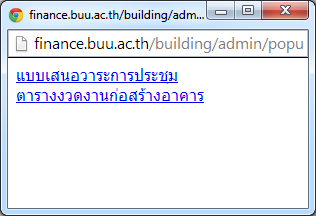 finance.buu.ac.th/building/adm...
finance.buu.ac.th/building/admin/popu
แบบเสนอวาระการประชุม
ตารางงวดงานก่อสร้างอาคาร